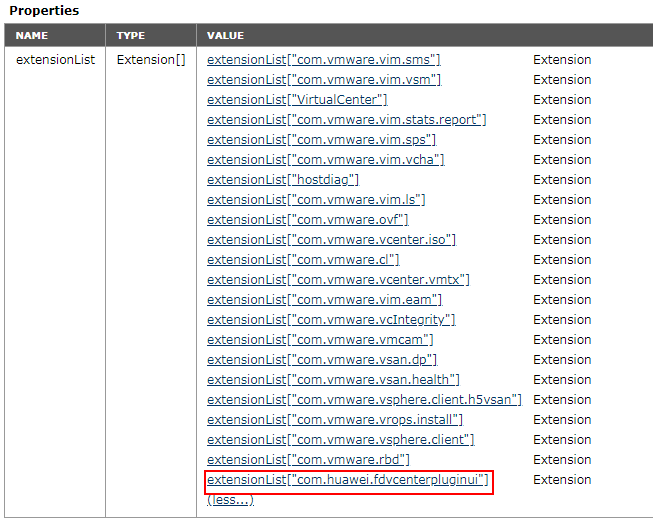 Properties
NAME TYPE VALUE
extensionList Extension[] extensionList["com.vmware.vim.sms"] Extension
extensionList["com.vmware.vim.vsm"] Extension
extensionList["VirtualCenter"] Extension
extensionList["com.vmware.vim.stats.report"] Extension
extensionList["com.vmware.vim.sps"] Extension
extensionList["com.vmware.vim.vcha"] Extension
extensionList["hostdiag"] Extension
extensionList["com.vmware.vim.ls"] Extension
extensionList["com.vmware.ovf"] Extension
extensionList["com.vmware.vcenter.iso"] Extension
extensionList["com.vmware.cl"] Extension
extensionList["com.vmware.vcenter.vmtx"] Extension
extensionList["com.vmware.vim.eam"] Extension
extensionList["com.vmware.vcIntegrity"] Extension
extensionList["com.vmware.vmcam"] Extension
extensionList["com.vmware.vsan.dp"] Extension
extensionList["com.vmware.vsan.health"] Extension
extensionList["com.vmware.vsphere.client.h5vsan"] Extension
extensionList["com.vmware.vrops.install"] Extension
extensionList["com.vmware.vsphere.client"] Extension
extensionList["com.vmware.rbd"] Extension
extensionList["com.huawei.fdvcenterpluginui"] Extension
(less...)